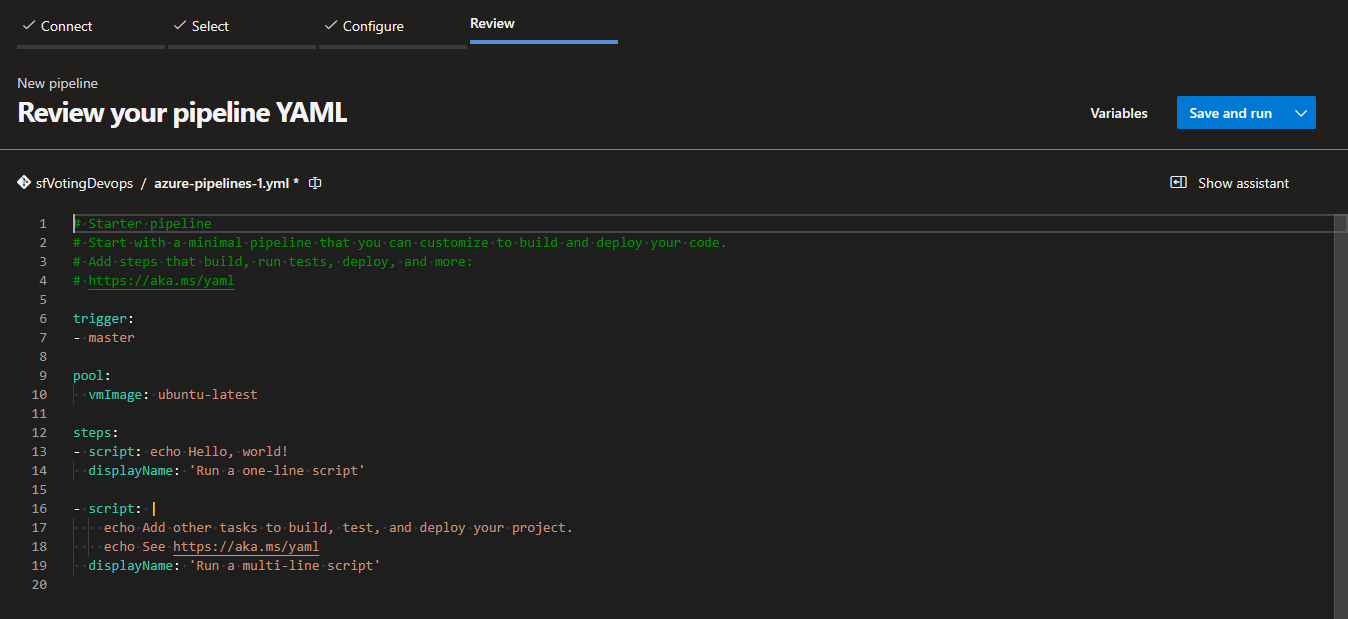 Connect
Select
Configure
Review
New pipeline
Review your pipeline YAML
Variables
Save and run
sfVotingDevops / azure-pipelines-1.yml *
Show assistant
1 # Starter pipeline
2 # Start with a minimal pipeline that you can customize to build and deploy your code.
3 # Add steps that build, run tests, deploy, and more:
4 # https://aka.ms/yaml
5
6 trigger:
7 - master
8
9 pool:
10   vmImage: ubuntu-latest
11
12 steps:
13 - script: echo Hello, world!
14   displayName: 'Run a one-line script'
15
16 - script: |
17     echo Add other tasks to build, test, and deploy your project.
18     echo See https://aka.ms/yaml
19   displayName: 'Run a multi-line script'
20